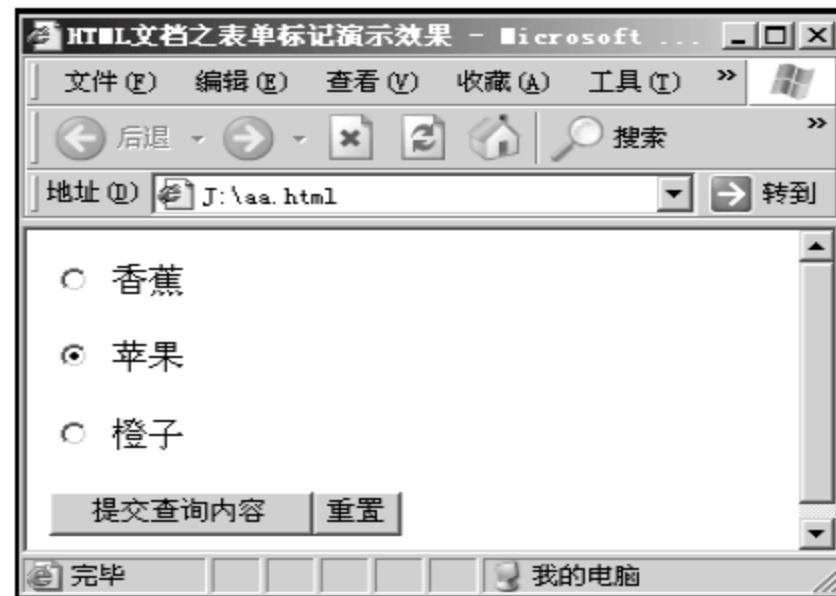 HTML文档之表单标记演示效果 - Microsoft ...
文件(F) 编辑(E) 查看(V) 收藏(A) 工具(T) »
后退 搜索 »
地址(D) J:\aa.html 转到
香蕉
苹果
橙子
提交查询内容 重置
完毕 我的电脑